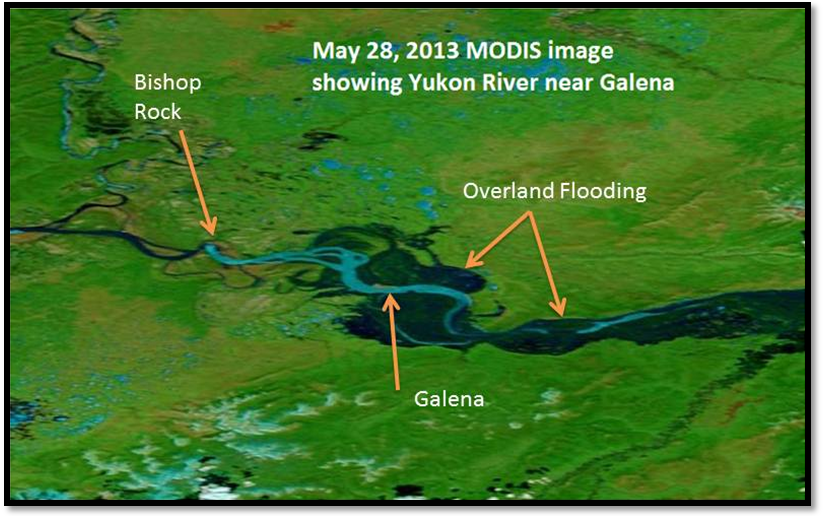 May 28, 2013 MODIS image
showing Yukon River near Galena
Bishop
Rock
Overland Flooding
Galena